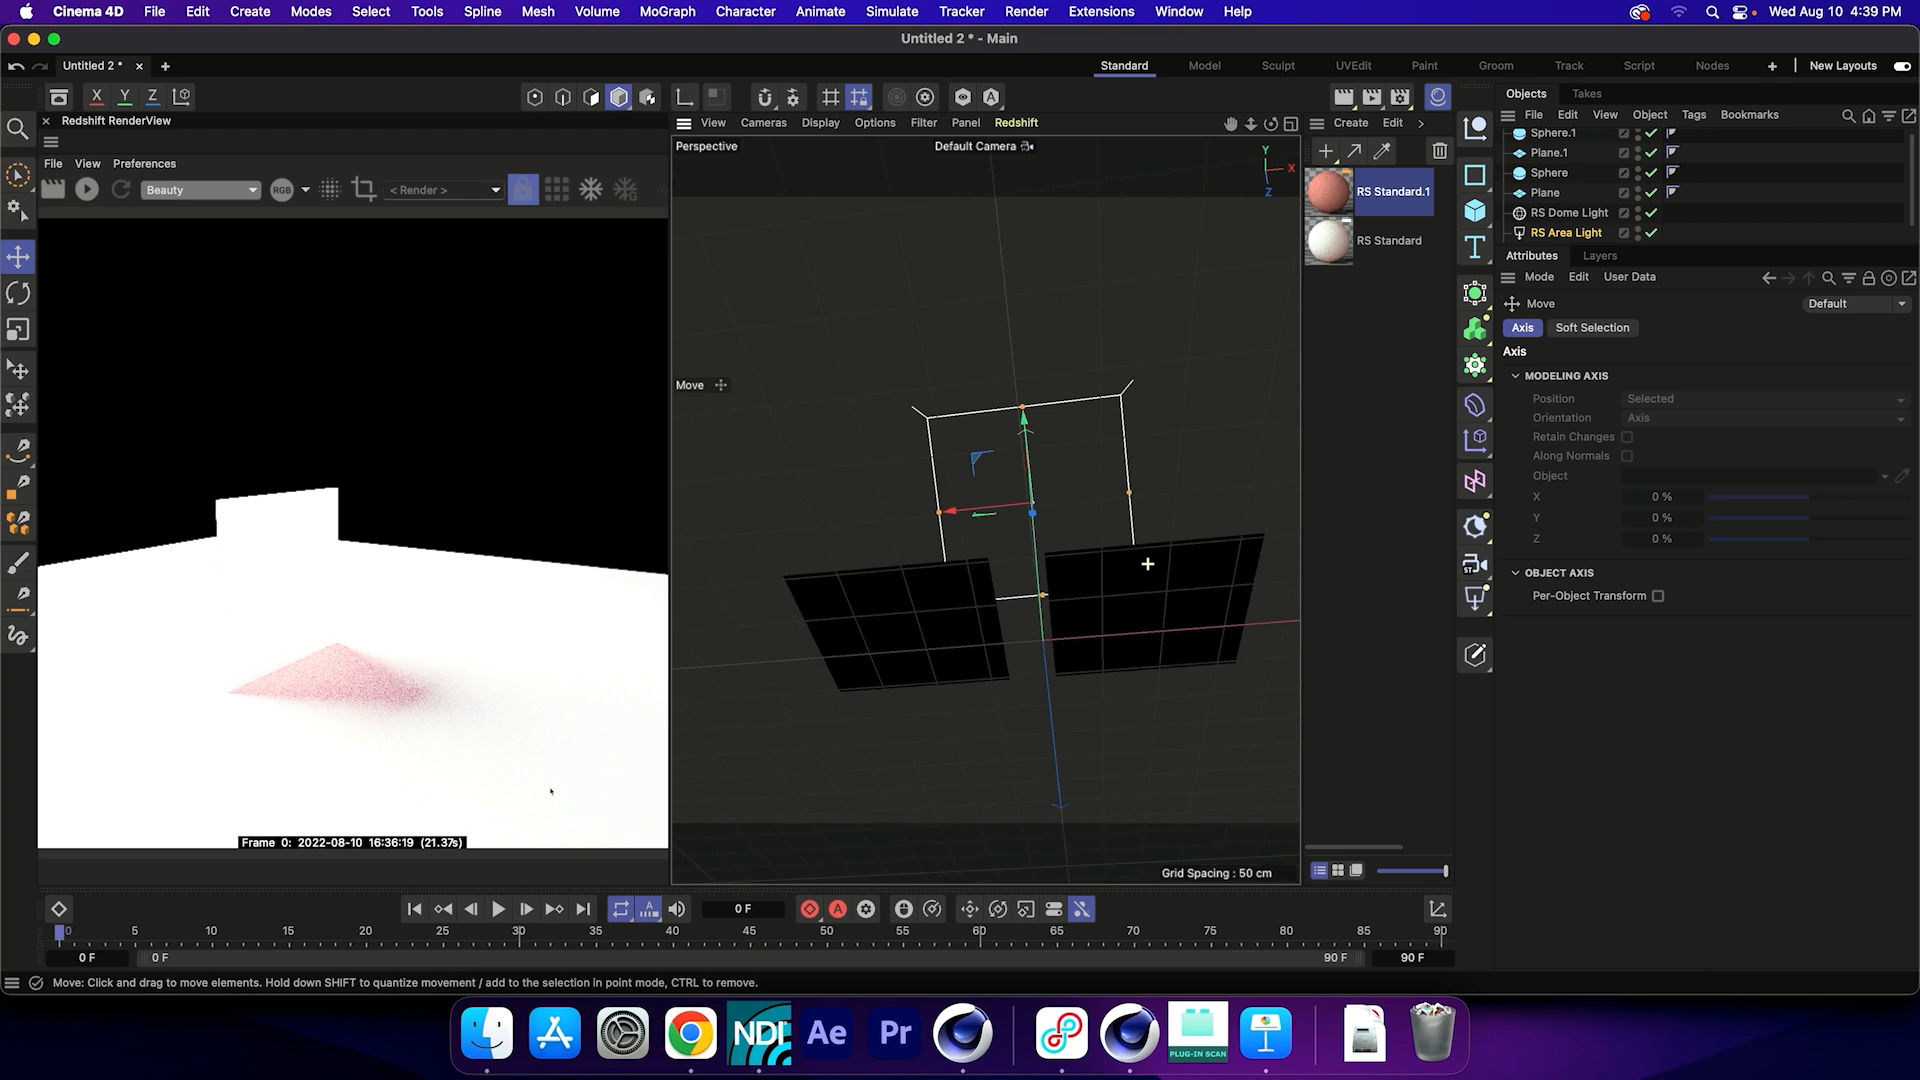 Cinema 4D File Edit Create Modes Select Tools Spline Mesh Volume MoGraph Character Animate Simulate Tracker Render Extensions Window Help Wed Aug 10 4:39 PM
Untitled 2 * - Main
Untitled 2 * × + Standard Model Sculpt UVEdit Paint Groom Track Script Nodes + New Layouts
X Y Z
Redshift RenderView
File View Preferences
Beauty RGB < Render >
Frame 0: 2022-08-10 16:36:19 (21.37s)
View Cameras Display Options Filter Panel Redshift
Perspective Default Camera
Y
X
Z
Move
Grid Spacing : 50 cm
Create Edit
RS Standard.1
RS Standard
Objects Takes
File Edit View Object Tags Bookmarks
Sphere.1
Plane.1
Sphere
Plane
RS Dome Light
RS Area Light
Attributes Layers
Mode Edit User Data
Move Default
Axis Soft Selection
Axis
MODELING AXIS
Position Selected
Orientation Axis
Retain Changes
Along Normals
Object
X 0 %
Y 0 %
Z 0 %
OBJECT AXIS
Per-Object Transform
0 F
0 5 10 15 20 25 30 35 40 45 50 55 60 65 70 75 80 85 90
0 F 0 F 90 F 90 F
Move: Click and drag to move elements. Hold down SHIFT to quantize movement / add to the selection in point mode, CTRL to remove.
NDI Ae Pr
PLUG-IN SCAN